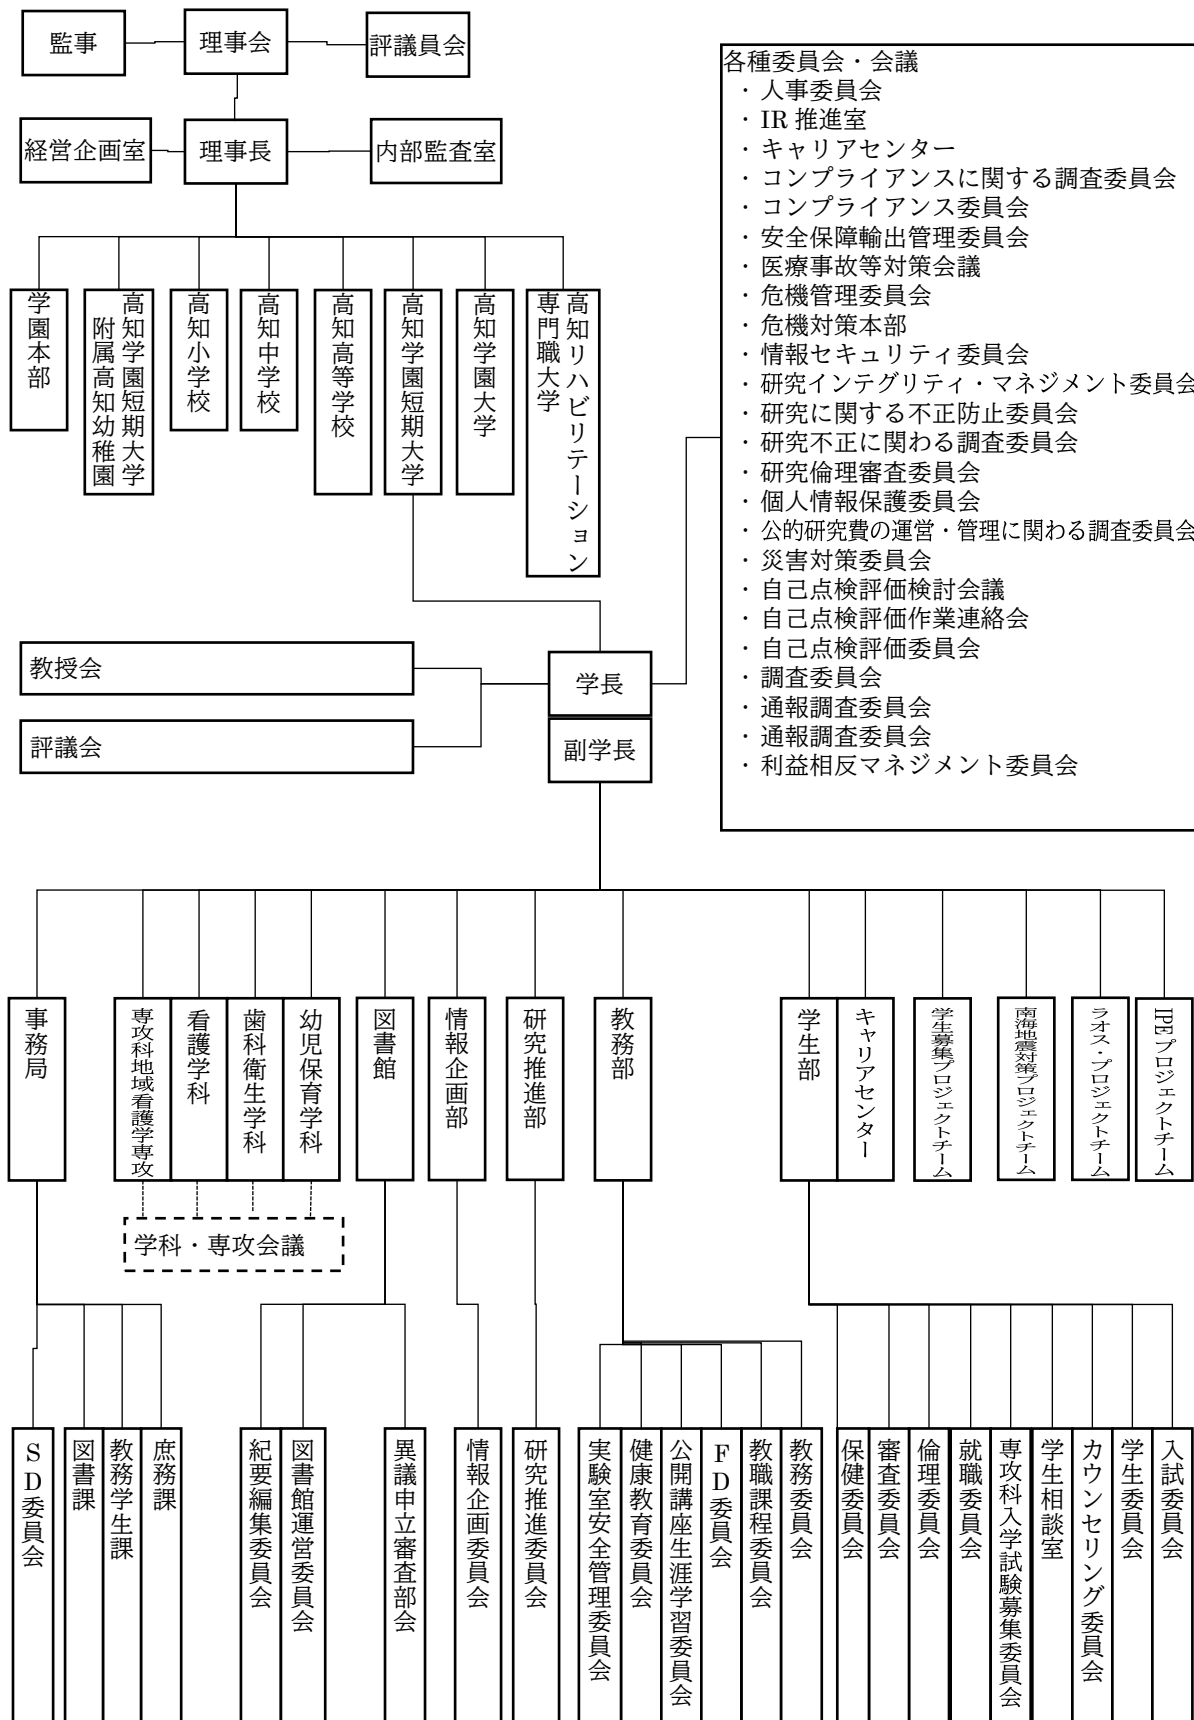 監事
理事会
評議員会
経営企画室
理事長
内部監査室
学園本部
高知学園短期大学
附属高知幼稚園
高知小学校
高知中学校
高知高等学校
高知学園短期大学
高知学園大学
高知リハビリテーション
専門職大学
各種委員会・会議
・人事委員会
・IR 推進室
・キャリアセンター
・コンプライアンスに関する調査委員会
・コンプライアンス委員会
・安全保障輸出管理委員会
・医療事故等対策会議
・危機管理委員会
・危機対策本部
・情報セキュリティ委員会
・研究インテグリティ・マネジメント委員会
・研究に関する不正防止委員会
・研究不正に関わる調査委員会
・研究倫理審査委員会
・個人情報保護委員会
・公的研究費の運営・管理に関わる調査委員会
・災害対策委員会
・自己点検評価検討会議
・自己点検評価作業連絡会
・自己点検評価委員会
・調査委員会
・通報調査委員会
・通報調査委員会
・利益相反マネジメント委員会
教授会
評議会
学長
副学長
事務局
専攻科地域看護学専攻
看護学科
歯科衛生学科
幼児保育学科
図書館
情報企画部
研究推進部
教務部
学生部
キャリアセンター
学生募集プロジェクトチーム
南海地震対策プロジェクトチーム
ラオス・プロジェクトチーム
IPEプロジェクトチーム
学科・専攻会議
SD委員会
図書課
教務学生課
庶務課
紀要編集委員会
図書館運営委員会
異議申立審査部会
情報企画委員会
研究推進委員会
実験室安全管理委員会
健康教育委員会
公開講座生涯学習委員会
FD委員会
教職課程委員会
教務委員会
保健委員会
審査委員会
倫理委員会
就職委員会
専攻科入学試験募集委員会
学生相談室
カウンセリング委員会
学生委員会
入試委員会